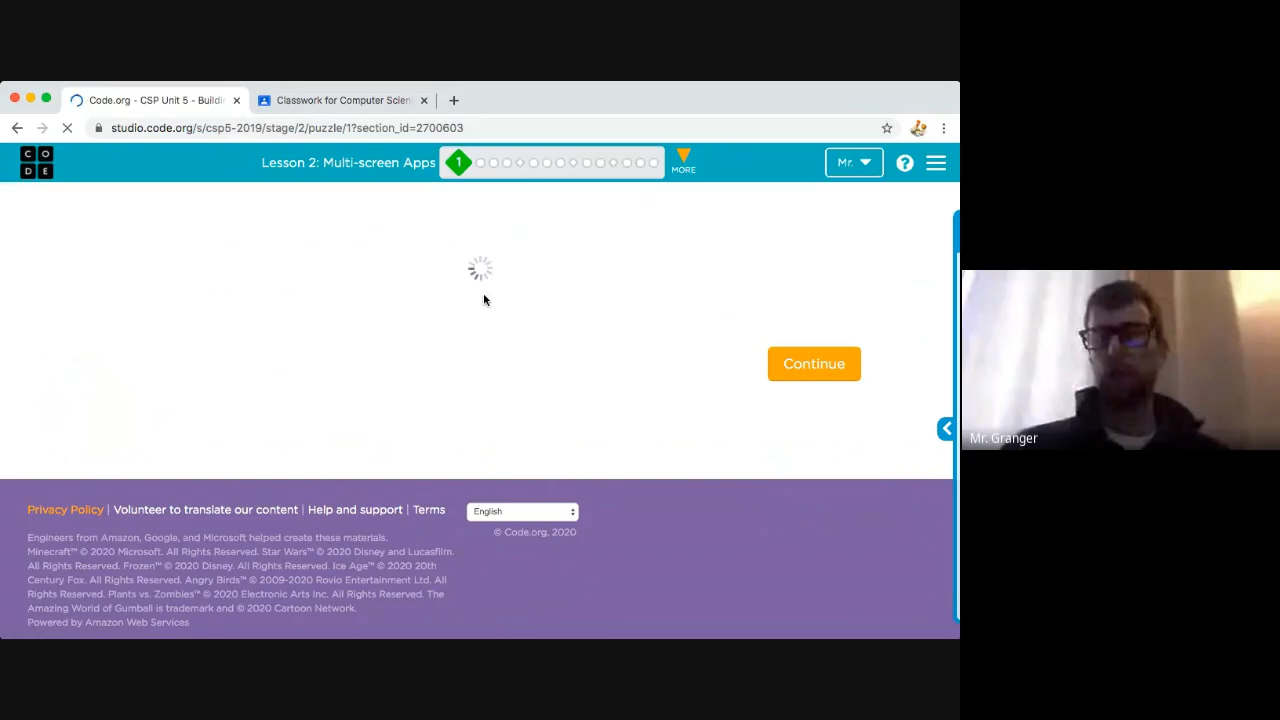 Code.org - CSP Unit 5 - Buildi
Classwork for Computer Scien
studio.code.org/s/csp5-2019/stage/2/puzzle/1?section_id=2700603
C O
D E
Lesson 2: Multi-screen Apps
1
MORE
Mr.
?
Continue
Mr. Granger
Privacy Policy | Volunteer to translate our content | Help and support | Terms
English
© Code.org, 2020
Engineers from Amazon, Google, and Microsoft helped create these materials.
Minecraft™ © 2020 Microsoft. All Rights Reserved. Star Wars™ © 2020 Disney and Lucasfilm.
All Rights Reserved. Frozen™ © 2020 Disney. All Rights Reserved. Ice Age™ © 2020 20th
Century Fox. All Rights Reserved. Angry Birds™ © 2009-2020 Rovio Entertainment Ltd. All
Rights Reserved. Plants vs. Zombies™ © 2020 Electronic Arts Inc. All Rights Reserved. The
Amazing World of Gumball is trademark and © 2020 Cartoon Network.
Powered by Amazon Web Services